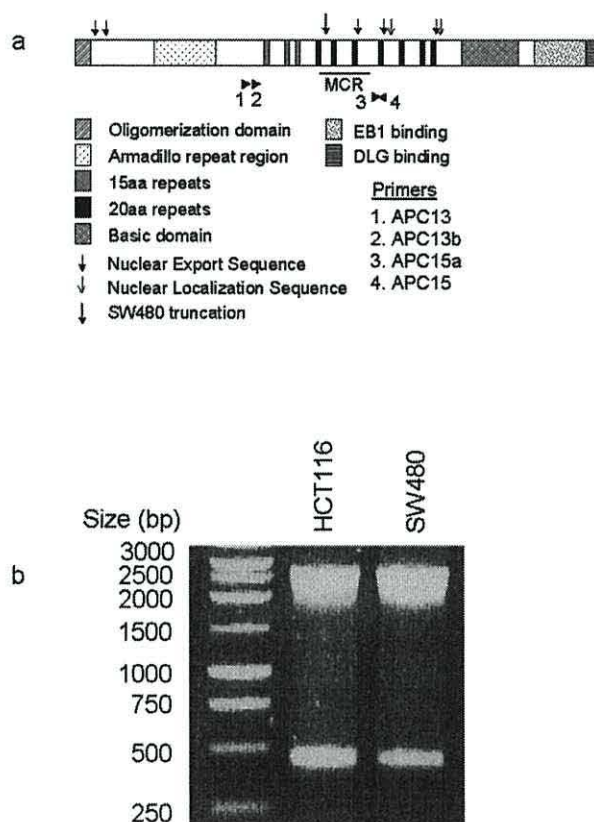 a
MCR
1 2
3 4
Oligomerization domain
Armadillo repeat region
15aa repeats
20aa repeats
Basic domain
Nuclear Export Sequence
Nuclear Localization Sequence
SW480 truncation
EB1 binding
DLG binding
Primers
1. APC13
2. APC13b
3. APC15a
4. APC15
b
Size (bp)
HCT116
SW480
3000
2500
2000
1500
1000
750
500
250